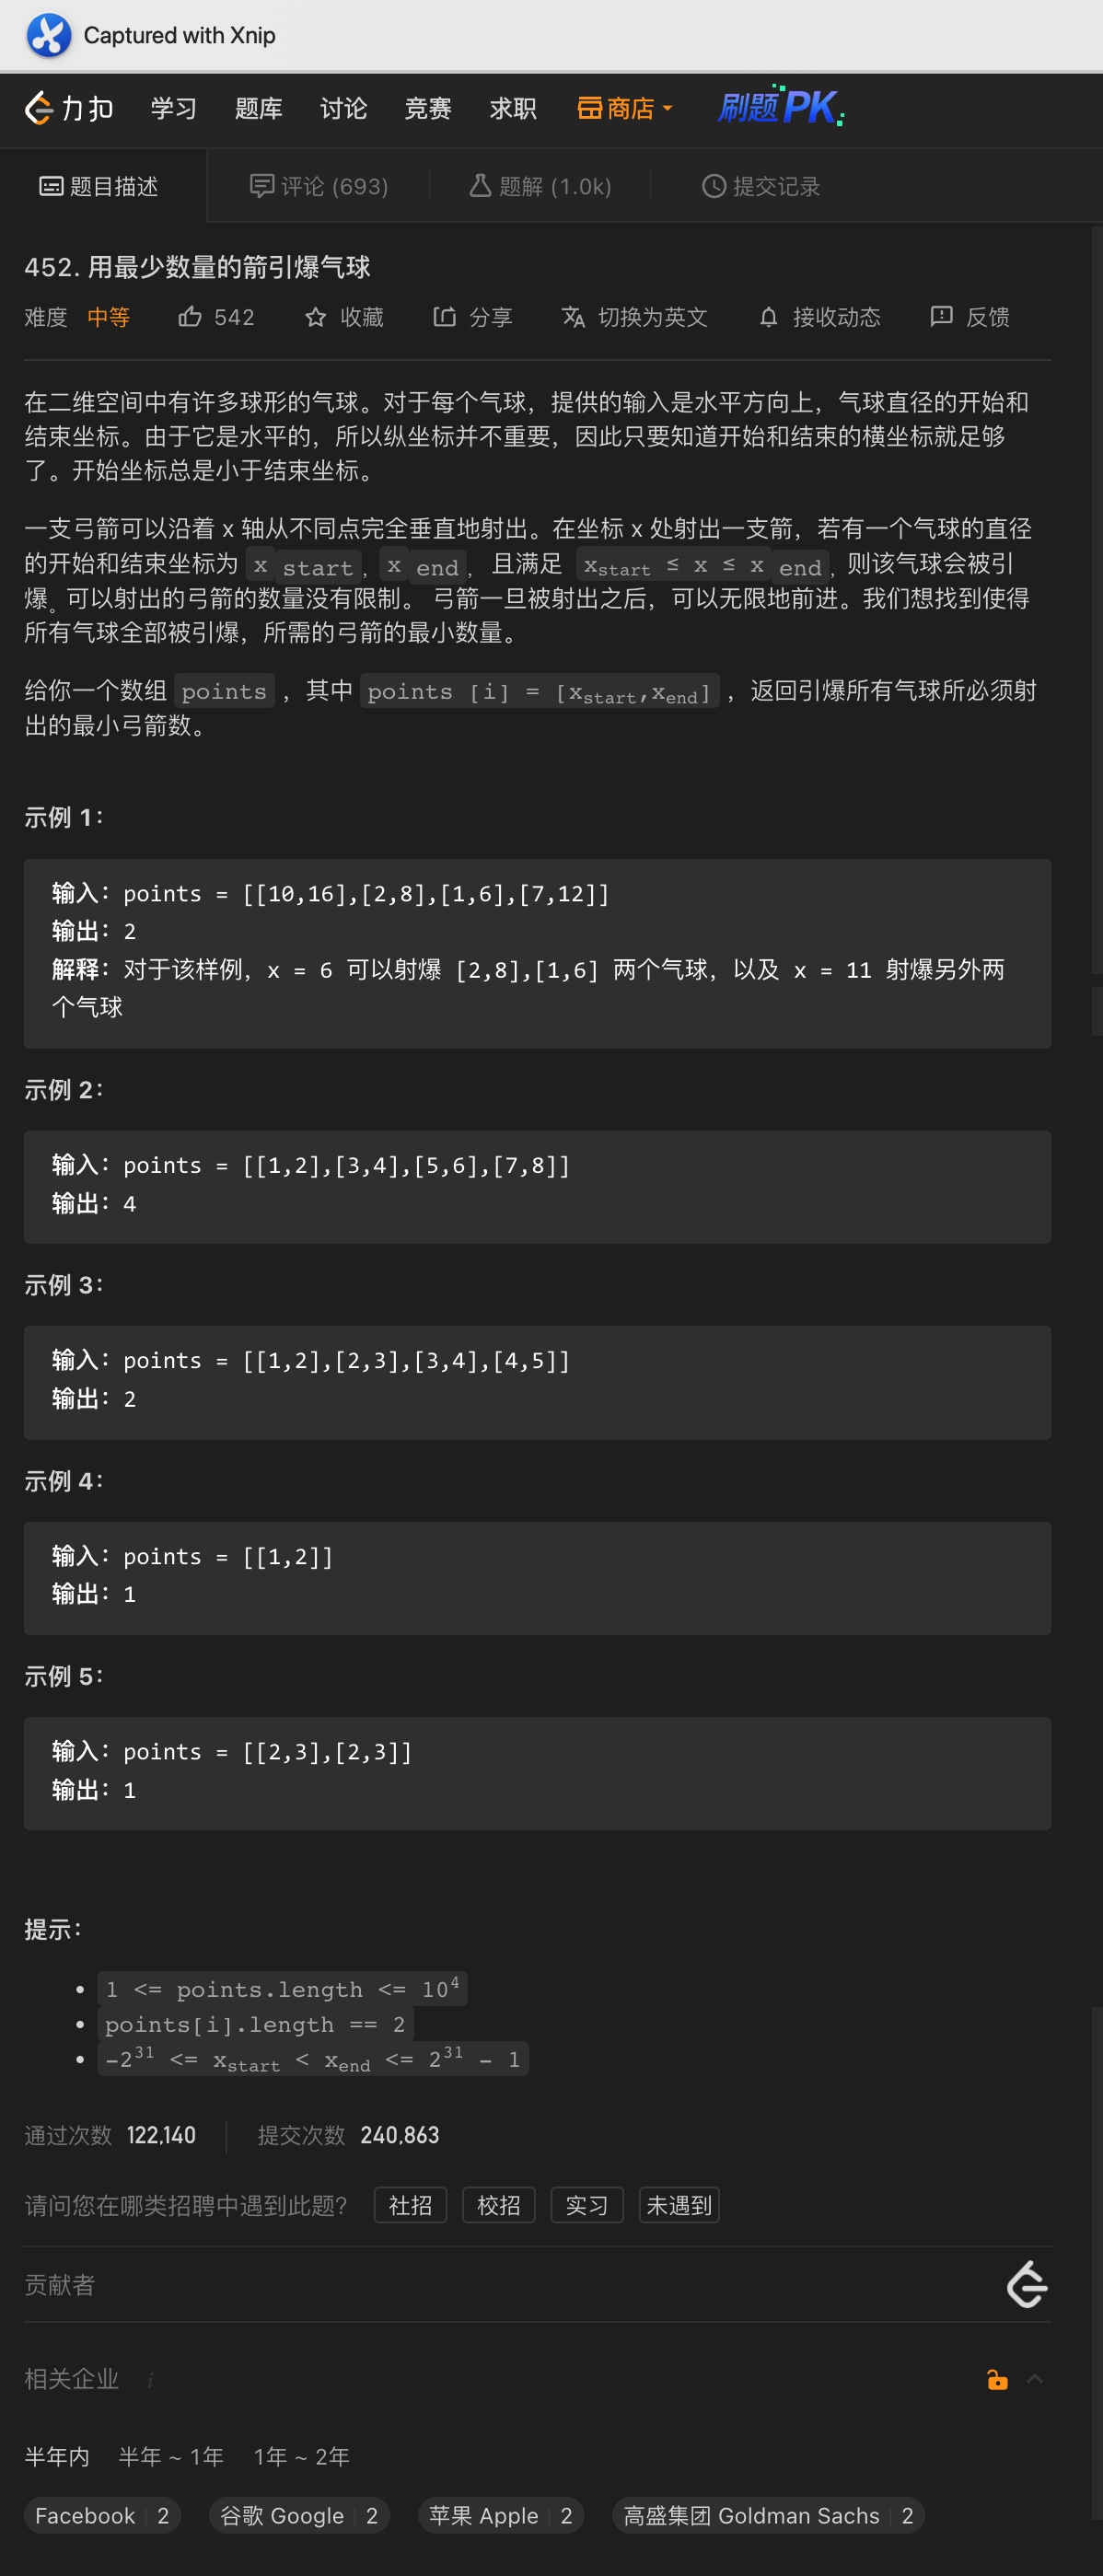 Captured with Xnip
力扣 学习 题库 讨论 竞赛 求职 商店 刷题PK
题目描述 评论 (693) 题解 (1.0k) 提交记录
452. 用最少数量的箭引爆气球
难度 中等 542 收藏 分享 切换为英文 接收动态 反馈
在二维空间中有许多球形的气球。对于每个气球，提供的输入是水平方向上，气球直径的开始和
结束坐标。由于它是水平的，所以纵坐标并不重要，因此只要知道开始和结束的横坐标就足够
了。开始坐标总是小于结束坐标。
一支弓箭可以沿着 x 轴从不同点完全垂直地射出。在坐标 x 处射出一支箭，若有一个气球的直径
的开始和结束坐标为 x start, x end, 且满足 xstart ≤ x ≤ x end, 则该气球会被引
爆。可以射出的弓箭的数量没有限制。 弓箭一旦被射出之后，可以无限地前进。我们想找到使得
所有气球全部被引爆，所需的弓箭的最小数量。
给你一个数组 points ，其中 points [i] = [xstart,xend] ，返回引爆所有气球所必须射
出的最小弓箭数。
示例 1：
输入：points = [[10,16],[2,8],[1,6],[7,12]]
输出：2
解释：对于该样例，x = 6 可以射爆 [2,8],[1,6] 两个气球，以及 x = 11 射爆另外两
个气球
示例 2：
输入：points = [[1,2],[3,4],[5,6],[7,8]]
输出：4
示例 3：
输入：points = [[1,2],[2,3],[3,4],[4,5]]
输出：2
示例 4：
输入：points = [[1,2]]
输出：1
示例 5：
输入：points = [[2,3],[2,3]]
输出：1
提示：
• 1 <= points.length <= 10⁴
• points[i].length == 2
• -2³¹ <= xstart < xend <= 2³¹ - 1
通过次数 122,140 提交次数 240,863
请问您在哪类招聘中遇到此题? 社招 校招 实习 未遇到
贡献者
相关企业 i
半年内 半年 ~ 1年 1年 ~ 2年
Facebook 2 谷歌 Google 2 苹果 Apple 2 高盛集团 Goldman Sachs 2